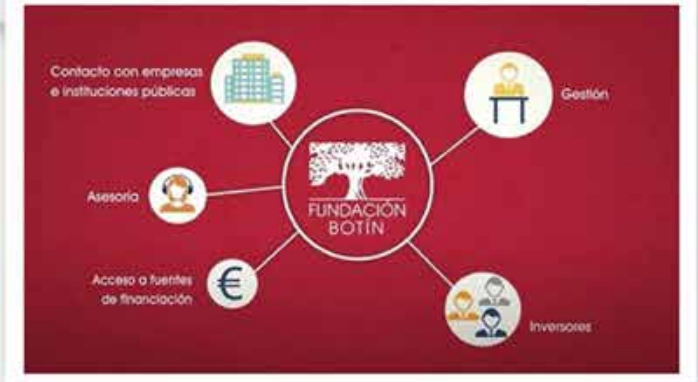 Contacto con empresas
e instituciones públicas
Gestión
Asesoría
FUNDACIÓN
BOTÍN
Acceso a fuentes
de financiación
€
Inversores